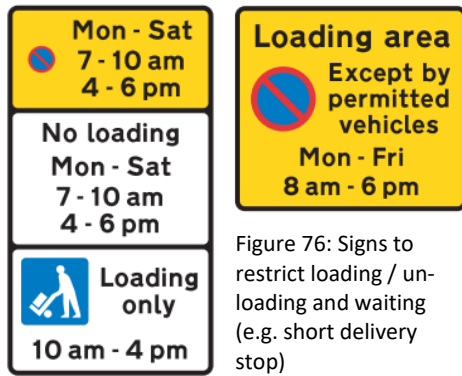 Mon - Sat
7 - 10 am
4 - 6 pm
No loading
Mon - Sat
7 - 10 am
4 - 6 pm
Loading
only
10 am - 4 pm
Loading area
Except by
permitted
vehicles
Mon - Fri
8 am - 6 pm
Figure 76: Signs to
restrict loading / un-
loading and waiting
(e.g. short delivery
stop)